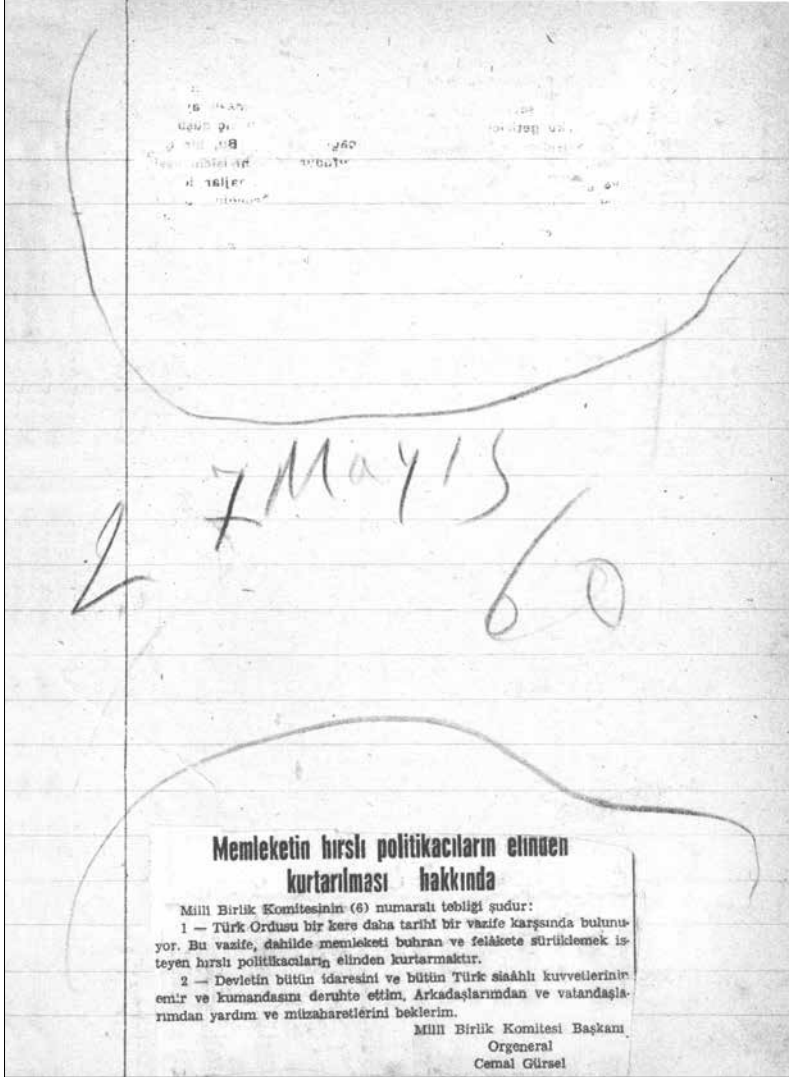 27 Mayıs
60
Memleketin hırslı politikacıların elinden
kurtarılması hakkında
Milli Birlik Komitesinin (6) numaralı tebliği şudur:
1 — Türk Ordusu bir kere daha tarihî bir vazife karşsında bulunu-
yor. Bu vazife, dahilde memleketi buhran ve felâkete sürüklemek is-
teyen hırslı politikacıların elinden kurtarmaktır.
2 — Devletin bütün idaresini ve bütün Türk siaâhlı kuvvetlerinin
emir ve kumandasını deruhte ettim, Arkadaşlarımdan ve vatandaşla-
rımdan yardım ve müzaharetlerini beklerim.
Milli Birlik Komitesi Başkanı
Orgeneral
Cemal Gürsel